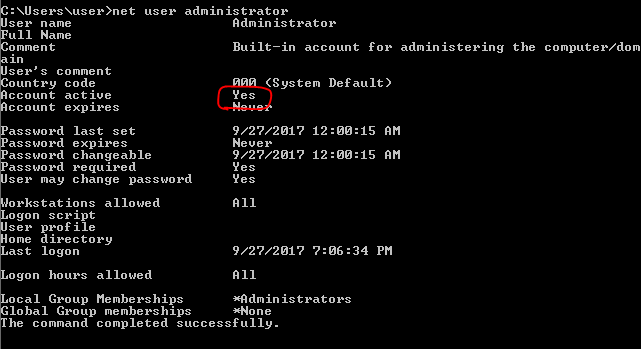 C:\Users\user>net user administrator
User name                    Administrator
Full Name
Comment                      Built-in account for administering the computer/dom
ain
User's comment
Country code                 000 (System Default)
Account active               Yes
Account expires              Never

Password last set            9/27/2017 12:00:15 AM
Password expires             Never
Password changeable          9/27/2017 12:00:15 AM
Password required            Yes
User may change password     Yes

Workstations allowed         All
Logon script
User profile
Home directory
Last logon                   9/27/2017 7:06:34 PM

Logon hours allowed          All

Local Group Memberships      *Administrators
Global Group memberships     *None
The command completed successfully.